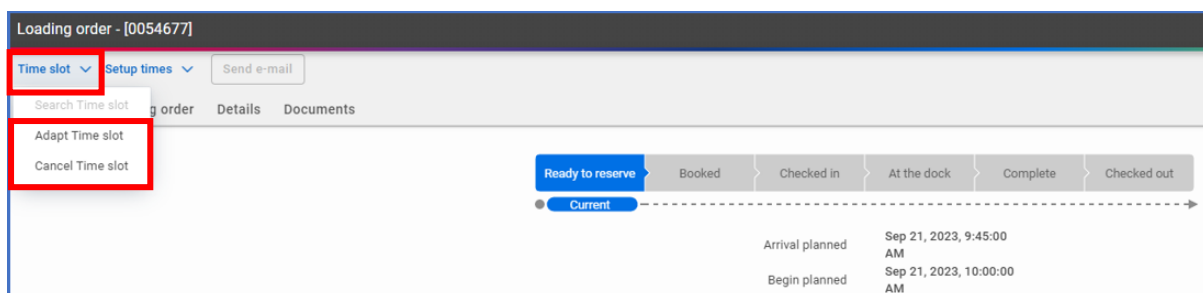 Loading order - [0054677]
Time slot Setup times Send e-mail
Search Time slot g order Details Documents
Adapt Time slot
Cancel Time slot
Ready to reserve Booked Checked in At the dock Complete Checked out
Current
Arrival planned Sep 21, 2023, 9:45:00
AM
Begin planned Sep 21, 2023, 10:00:00
AM